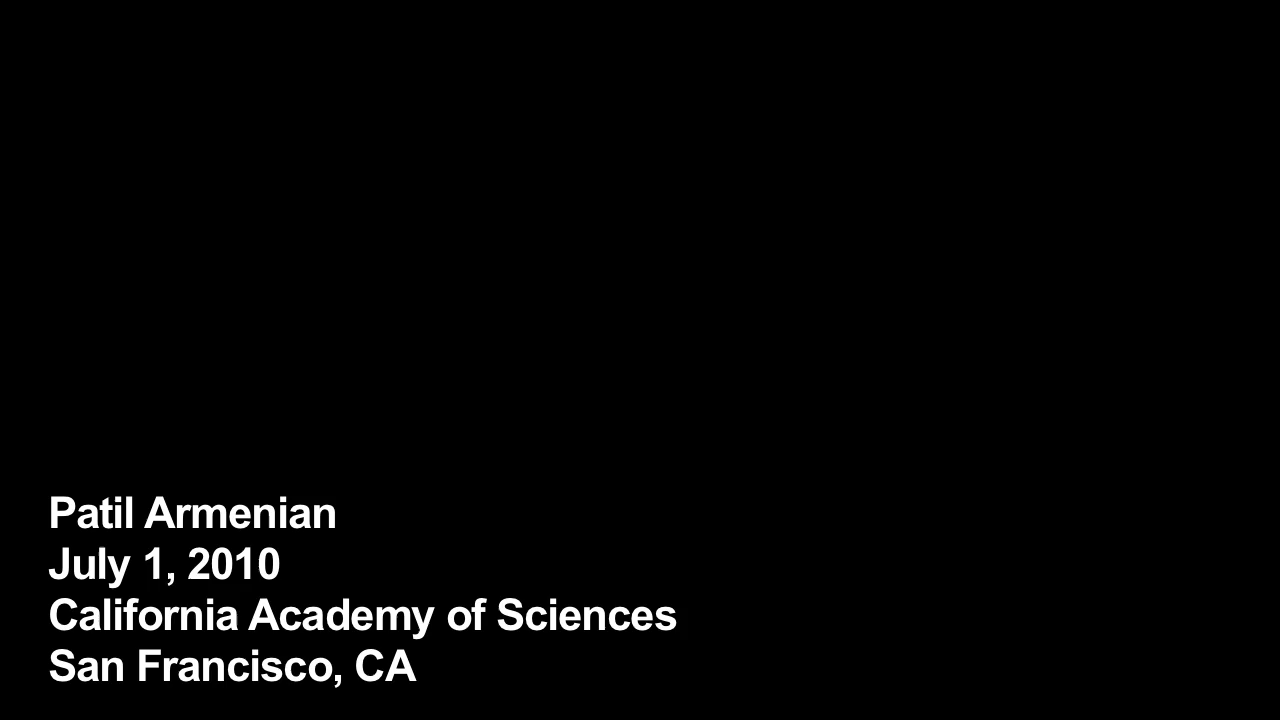 Patil Armenian
July 1, 2010
California Academy of Sciences
San Francisco, CA